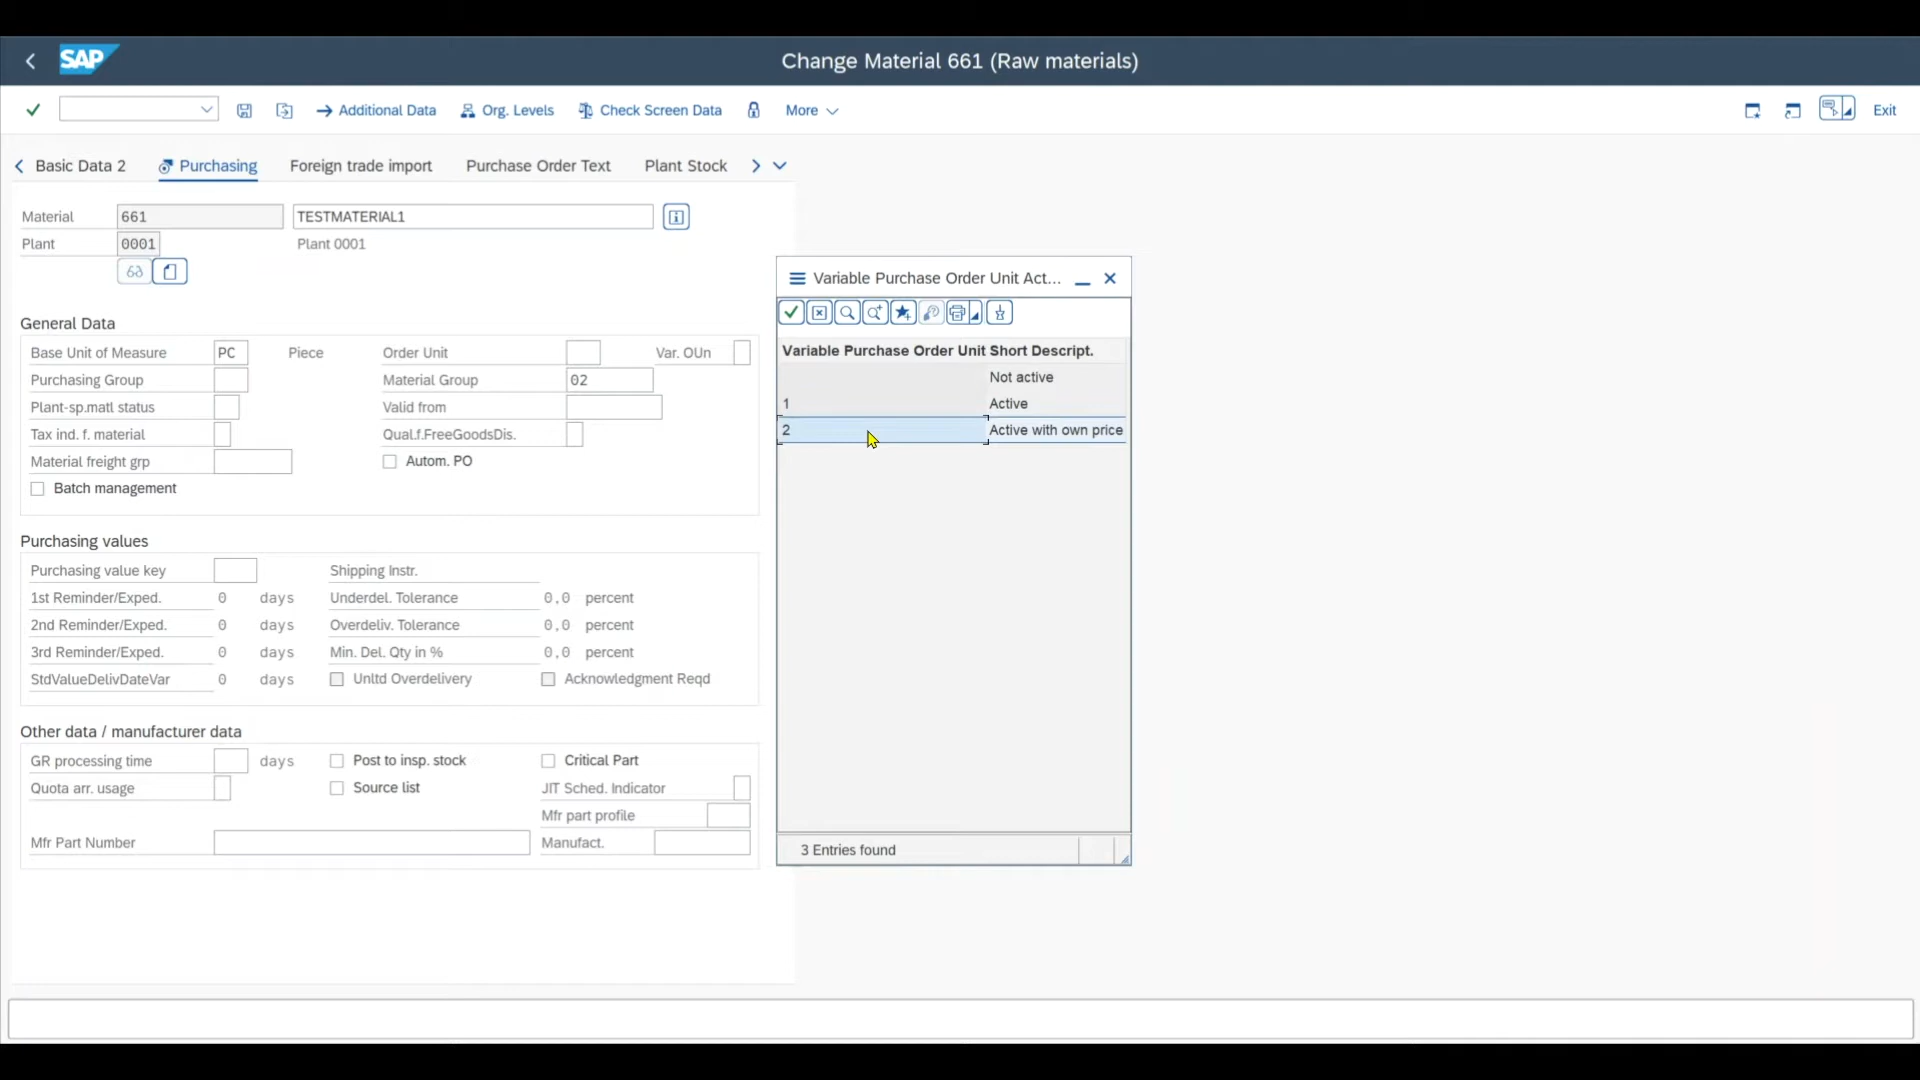 SAP
Change Material 661 (Raw materials)
Additional Data Org. Levels Check Screen Data More Exit
Basic Data 2 Purchasing Foreign trade import Purchase Order Text Plant Stock
Material 661 TESTMATERIAL1
Plant 0001 Plant 0001
General Data
Base Unit of Measure PC Piece Order Unit Var. OUn
Purchasing Group Material Group 02
Plant-sp.matl status Valid from
Tax ind. f. material Qual.f.FreeGoodsDis.
Material freight grp Autom. PO
Batch management
Purchasing values
Purchasing value key Shipping Instr.
1st Reminder/Exped. 0 days Underdel. Tolerance 0,0 percent
2nd Reminder/Exped. 0 days Overdeliv. Tolerance 0,0 percent
3rd Reminder/Exped. 0 days Min. Del. Qty in % 0,0 percent
StdValueDelivDateVar 0 days Unltd Overdelivery Acknowledgment Reqd
Other data / manufacturer data
GR processing time days Post to insp. stock Critical Part
Quota arr. usage Source list JIT Sched. Indicator
Mfr part profile
Mfr Part Number Manufact.
Variable Purchase Order Unit Act...
Variable Purchase Order Unit Short Descript.
Not active
1 Active
2 Active with own price
3 Entries found